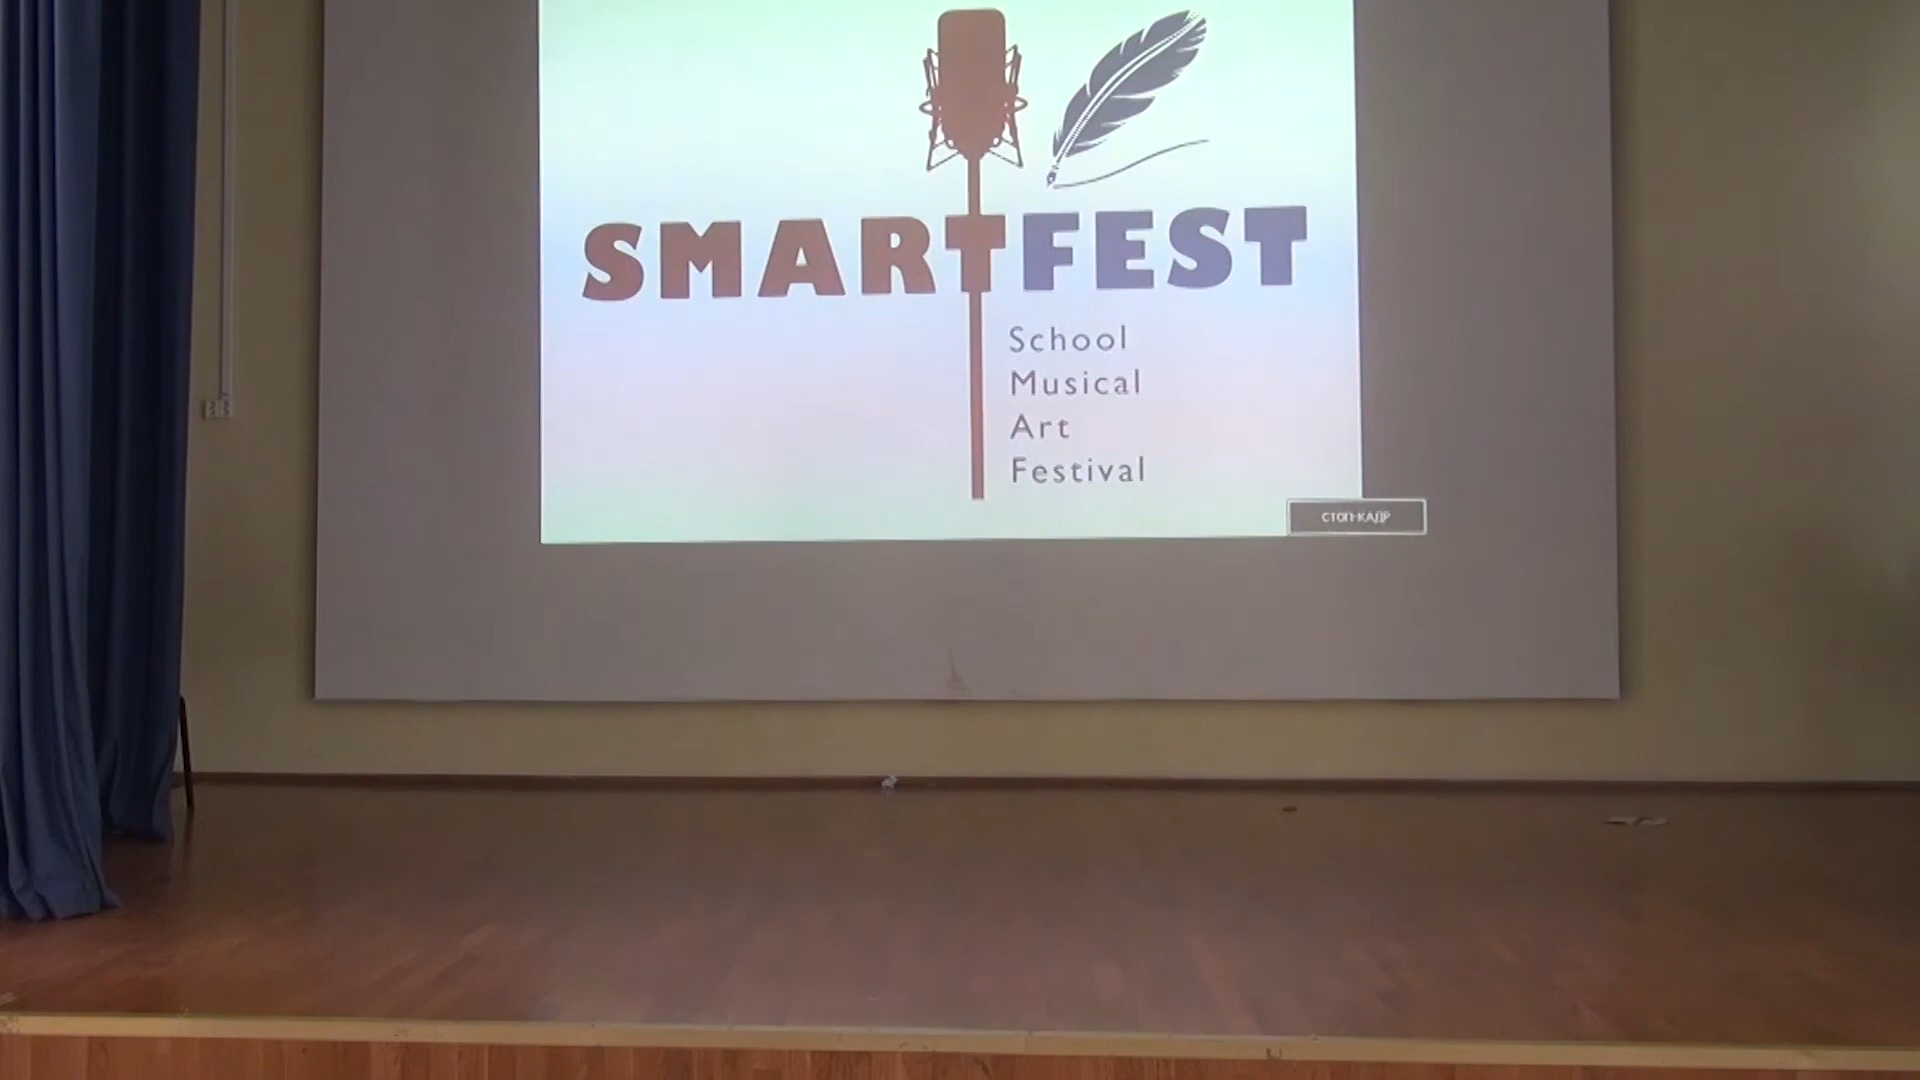 SMARTFEST
School
Musical
Art
Festival
СТОП-КАДР